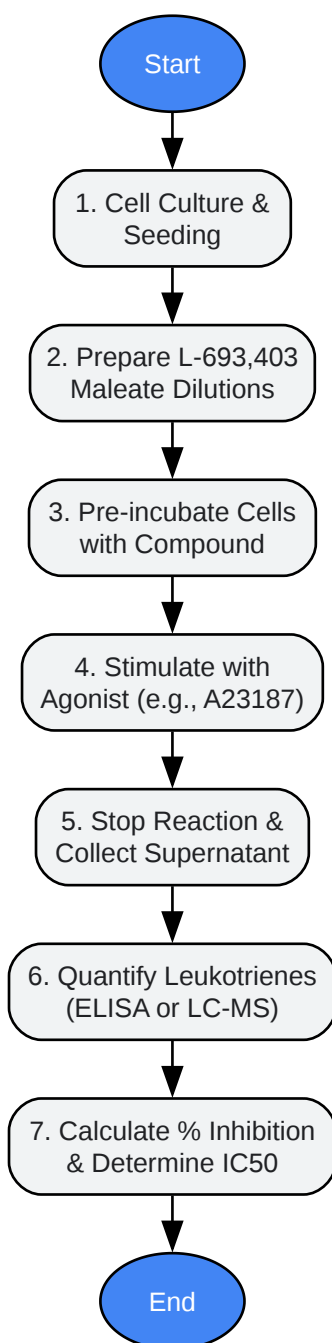 Start
1. Cell Culture &
Seeding
2. Prepare L-693,403
Maleate Dilutions
3. Pre-incubate Cells
with Compound
4. Stimulate with
Agonist (e.g., A23187)
5. Stop Reaction &
Collect Supernatant
6. Quantify Leukotrienes
(ELISA or LC-MS)
7. Calculate % Inhibition
& Determine IC50
End